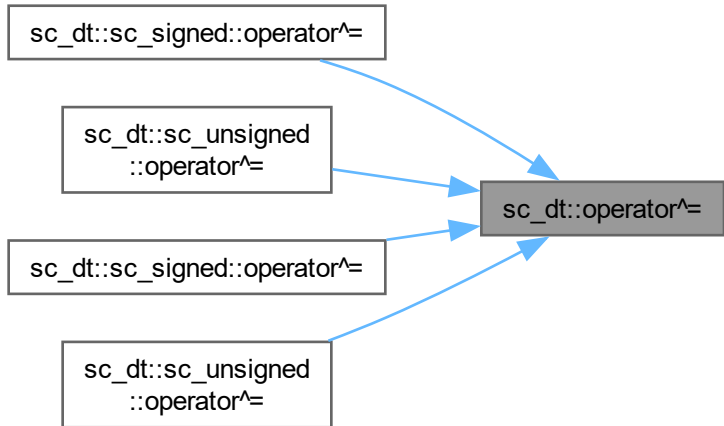 sc_dt::sc_signed::operator^=
sc_dt::sc_unsigned
::operator^=
sc_dt::operator^=
sc_dt::sc_signed::operator^=
sc_dt::sc_unsigned
::operator^=